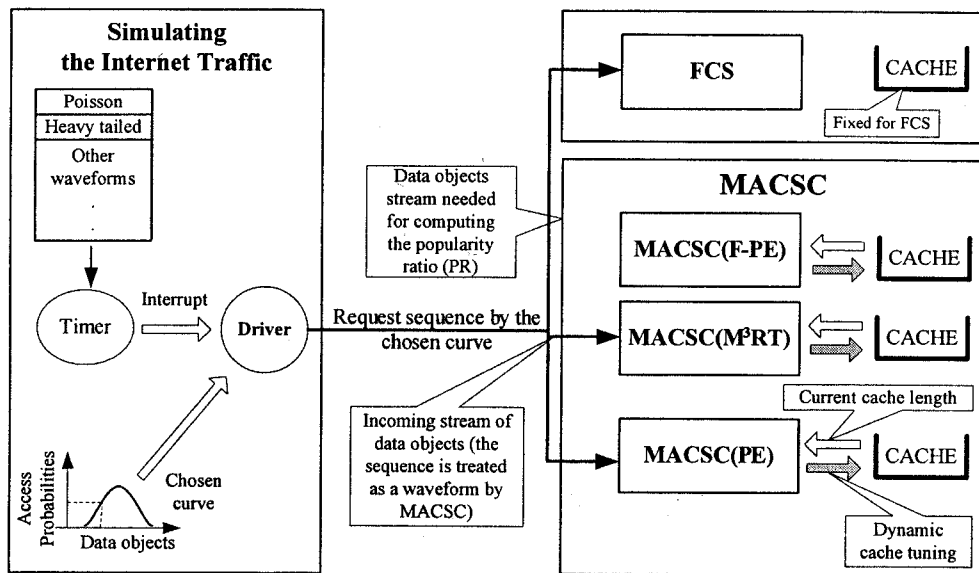 Simulating
the Internet Traffic
Poisson
Heavy tailed
Other
waveforms
.
Timer
Interrupt
Driver
Access
Probabilities
Data objects
Chosen
curve
Request sequence by the
chosen curve
Data objects
stream needed
for computing
the popularity
ratio (PR)
Incoming stream of
data objects (the
sequence is treated
as a waveform by
MACSC)
FCS
CACHE
Fixed for FCS
MACSC
MACSC(F-PE)
CACHE
MACSC(M³RT)
CACHE
Current cache length
MACSC(PE)
CACHE
Dynamic
cache tuning